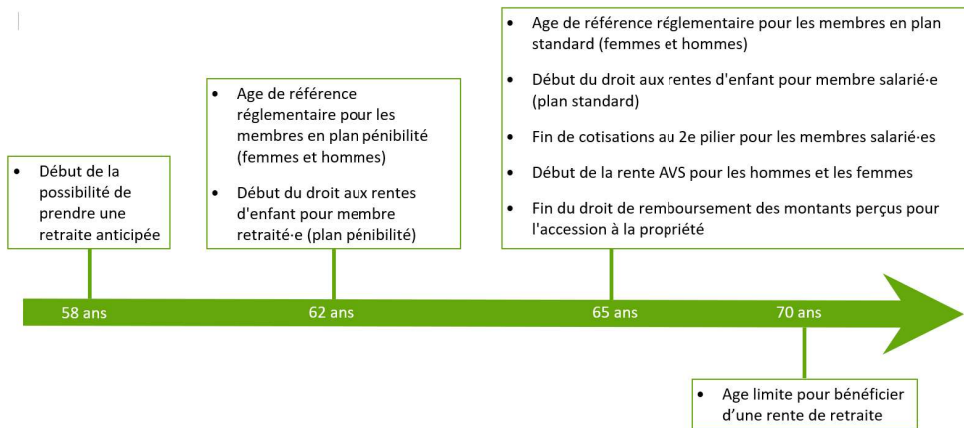 • Age de référence réglementaire pour les membres en plan
standard (femmes et hommes)
• Début du droit aux rentes d'enfant pour membre salarié·e
(plan standard)
• Fin de cotisations au 2e pilier pour les membres salarié·es
• Début de la rente AVS pour les hommes et les femmes
• Fin du droit de remboursement des montants perçus pour
l'accession à la propriété
• Age de référence
réglementaire pour les
membres en plan pénibilité
(femmes et hommes)
• Début du droit aux rentes
d'enfant pour membre
retraité·e (plan pénibilité)
• Début de la
possibilité de
prendre une
retraite anticipée
58 ans
62 ans
65 ans
70 ans
• Age limite pour bénéficier
d’une rente de retraite